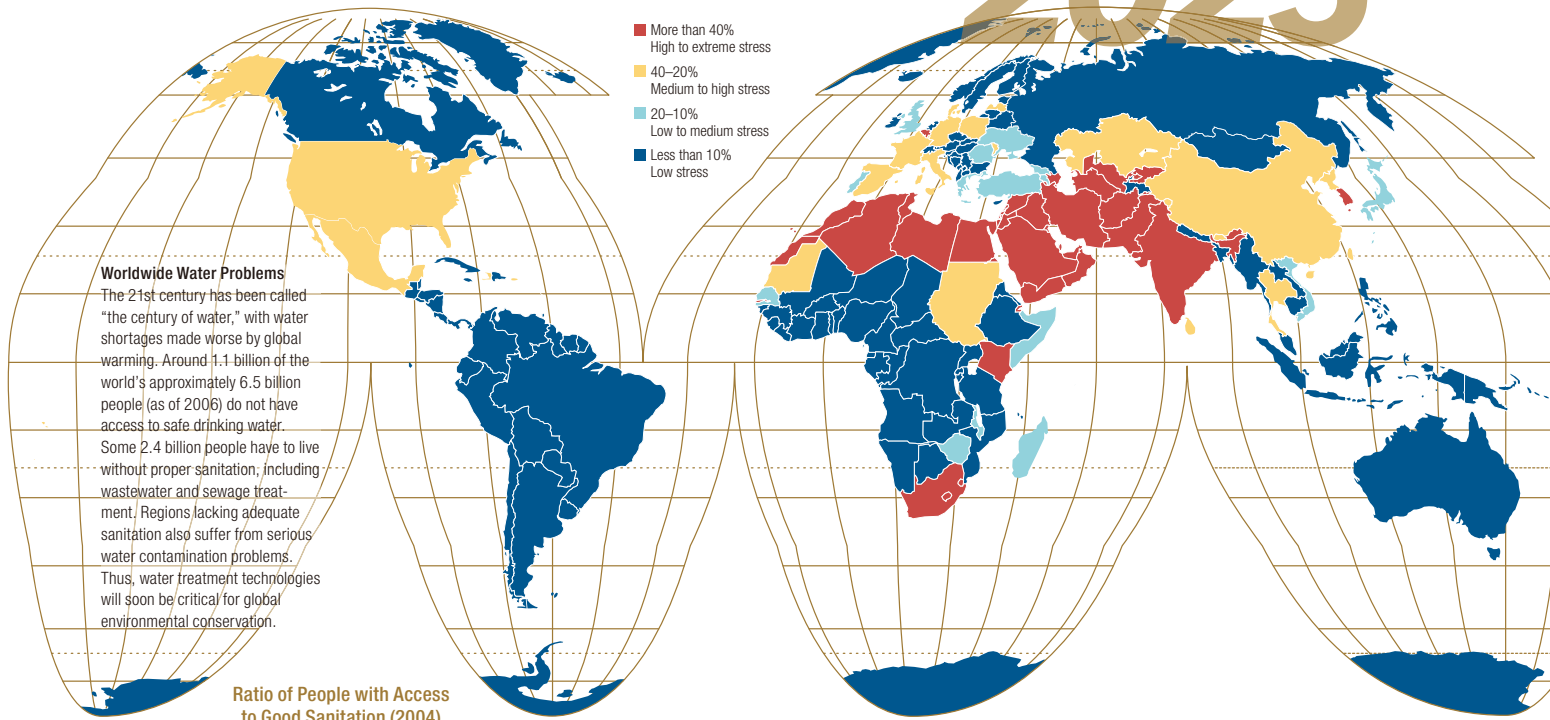 2025
More than 40%
High to extreme stress
40–20%
Medium to high stress
20–10%
Low to medium stress
Less than 10%
Low stress
Worldwide Water Problems
The 21st century has been called
“the century of water,” with water
shortages made worse by global
warming. Around 1.1 billion of the
world’s approximately 6.5 billion
people (as of 2006) do not have
access to safe drinking water.
Some 2.4 billion people have to live
without proper sanitation, including
wastewater and sewage treat-
ment. Regions lacking adequate
sanitation also suffer from serious
water contamination problems.
Thus, water treatment technologies
will soon be critical for global
environmental conservation.
Ratio of People with Access
to Good Sanitation (2004)